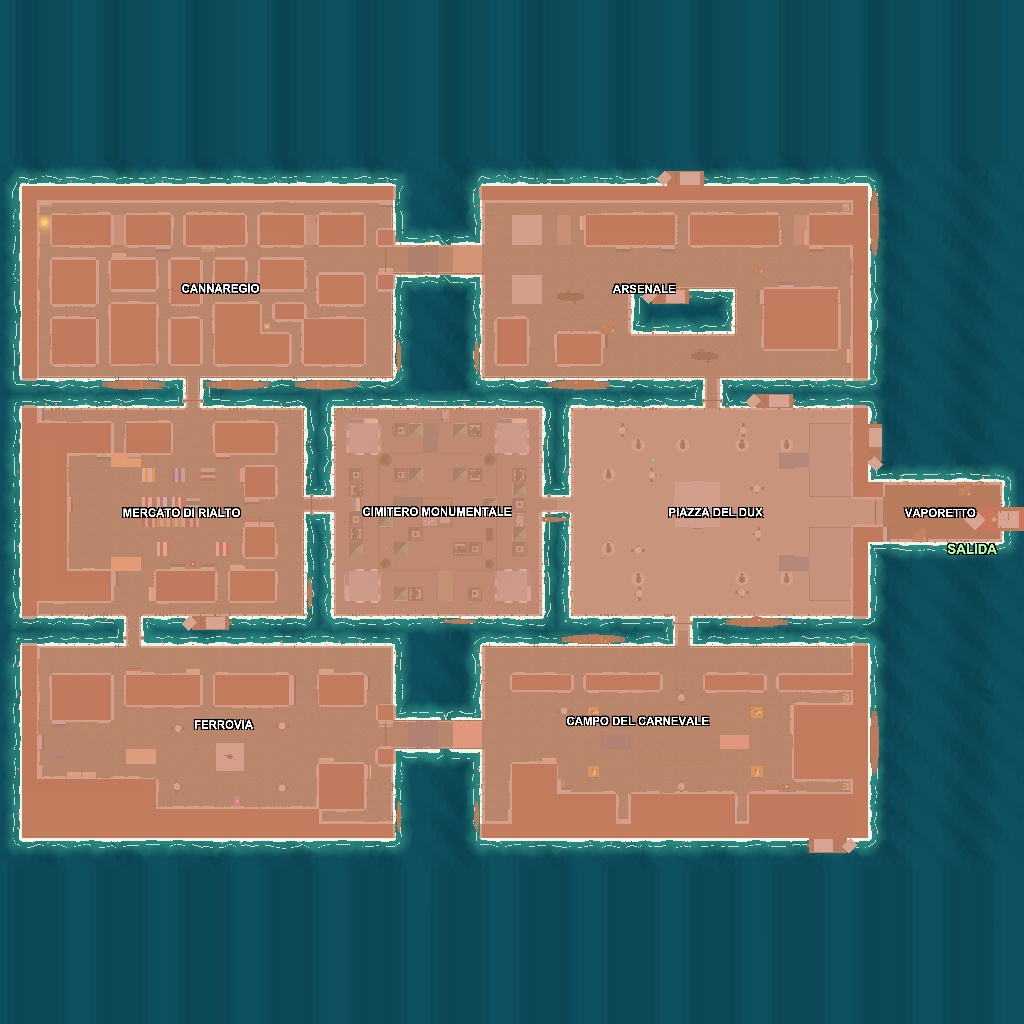 CANNAREGIO
ARSENALE
MERCATO DI RIALTO
CIMITERO MONUMENTALE
PIAZZA DEL DUX
VAPORETTO
SALIDA
FERROVIA
CAMPO DEL CARNEVALE